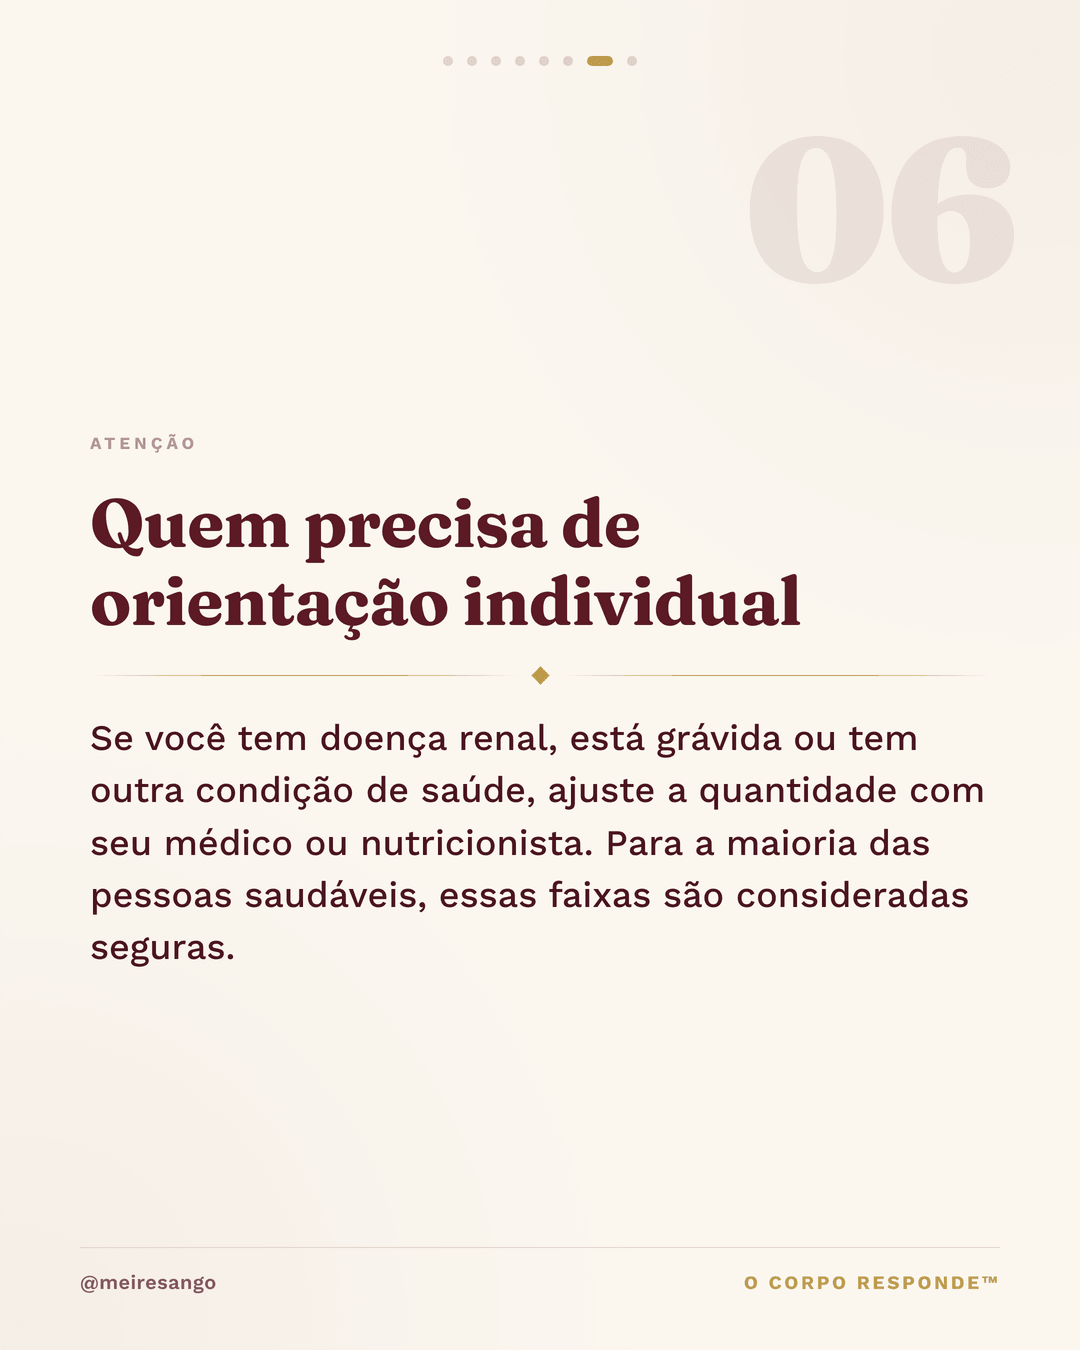 06
ATENÇÃO
Quem precisa de
orientação individual
Se você tem doença renal, está grávida ou tem
outra condição de saúde, ajuste a quantidade com
seu médico ou nutricionista. Para a maioria das
pessoas saudáveis, essas faixas são consideradas
seguras.
@meiresango
O CORPO RESPONDE™